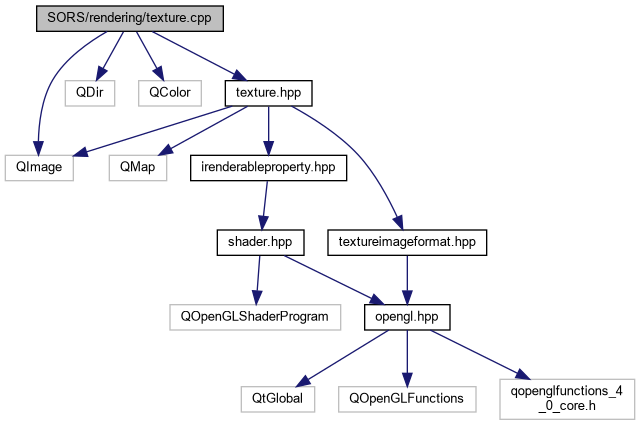 SORS/rendering/texture.cpp
QDir
QColor
texture.hpp
QImage
QMap
irenderableproperty.hpp
shader.hpp
textureimageformat.hpp
QOpenGLShaderProgram
opengl.hpp
QtGlobal
QOpenGLFunctions
qopenglfunctions_4
_0_core.h